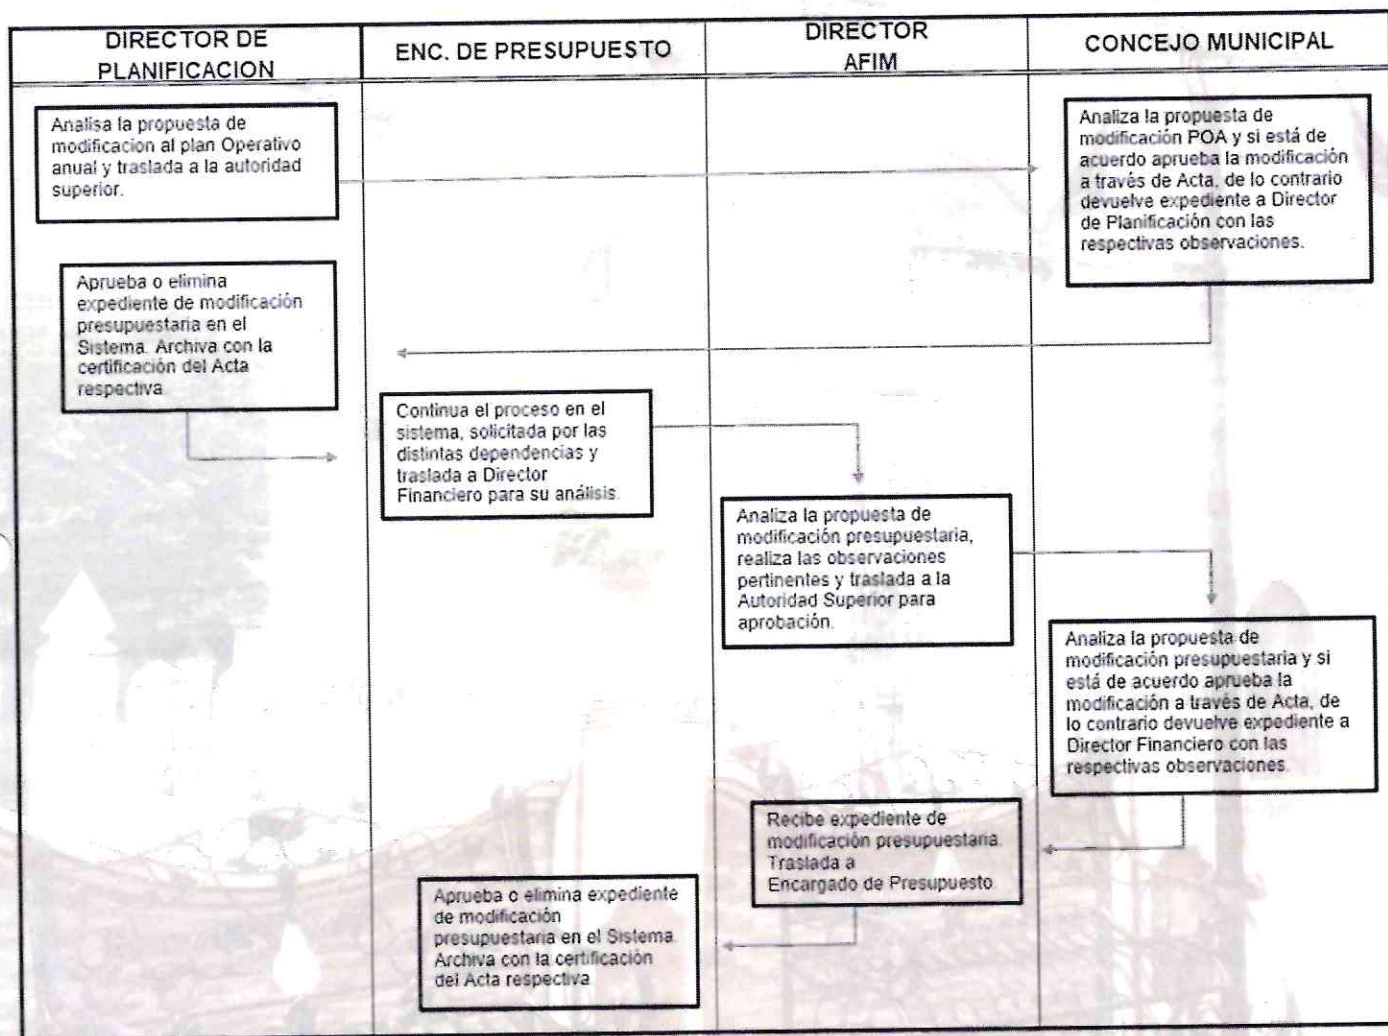 DIRECTOR DE
PLANIFICACION
ENC. DE PRESUPUESTO
DIRECTOR
AFIM
CONCEJO MUNICIPAL
Analisa la propuesta de
modificacion al plan Operativo
anual y traslada a la autoridad
superior.
Analiza la propuesta de
modificación POA y si está de
acuerdo aprueba la modificación
a través de Acta, de lo contrario
devuelve expediente a Director
de Planificación con las
respectivas observaciones.
Aprueba o elimina
expediente de modificación
presupuestaria en el
Sistema. Archiva con la
certificación del Acta
respectiva.
Continua el proceso en el
sistema, solicitada por las
distintas dependencias y
traslada a Director
Financiero para su análisis.
Analiza la propuesta de
modificación presupuestaria,
realiza las observaciones
pertinentes y traslada a la
Autoridad Superior para
aprobación.
Analiza la propuesta de
modificación presupuestaria y si
está de acuerdo aprueba la
modificación a través de Acta, de
lo contrario devuelve expediente a
Director Financiero con las
respectivas observaciones.
Recibe expediente de
modificación presupuestaria.
Traslada a
Encargado de Presupuesto
Aprueba o elimina expediente
de modificación
presupuestaria en el Sistema.
Archiva con la certificación
del Acta respectiva